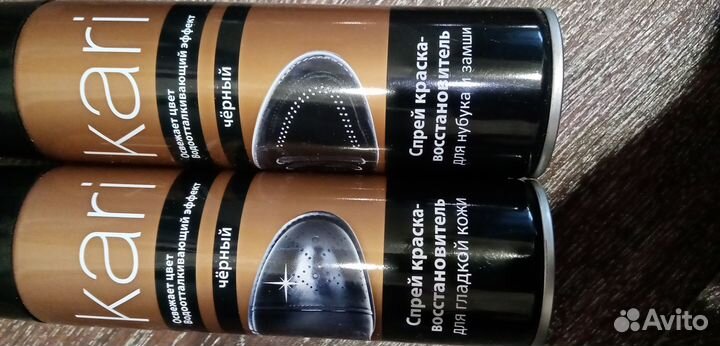 kari
Освежает цвет
Водоотталкивающий эффект
чёрный
Спрей краска-
восстановитель
для нубука и замши
kari
Освежает цвет
Водоотталкивающий эффект
чёрный
Спрей краска-
восстановитель
для гладкой кожи
Avito